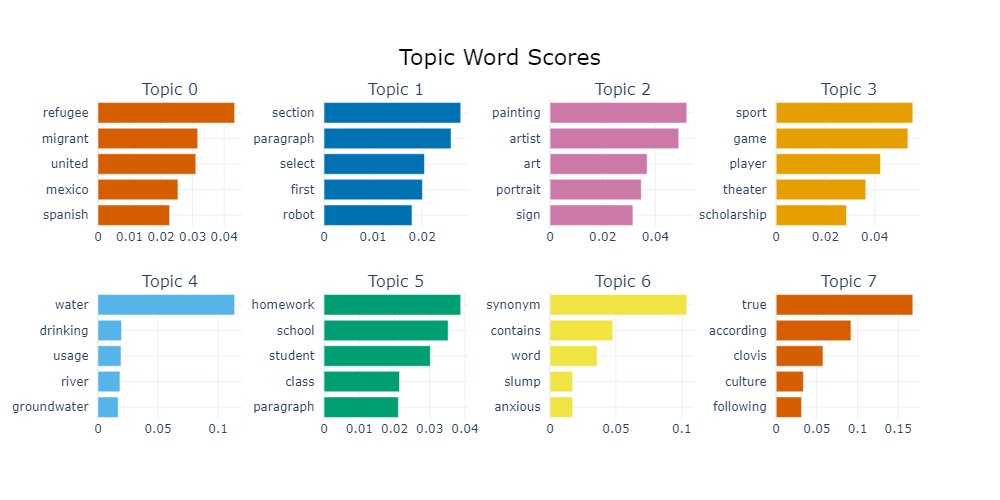 Topic Word Scores
Topic 0
refugee
migrant
united
mexico
spanish
0 0.01 0.02 0.03 0.04
Topic 1
section
paragraph
select
first
robot
0 0.01 0.02
Topic 2
painting
artist
art
portrait
sign
0 0.02 0.04
Topic 3
sport
game
player
theater
scholarship
0 0.02 0.04
Topic 4
water
drinking
usage
river
groundwater
0 0.05 0.1
Topic 5
homework
school
student
class
paragraph
0 0.01 0.02 0.03 0.04
Topic 6
synonym
contains
word
slump
anxious
0 0.05 0.1
Topic 7
true
according
clovis
culture
following
0 0.05 0.1 0.15